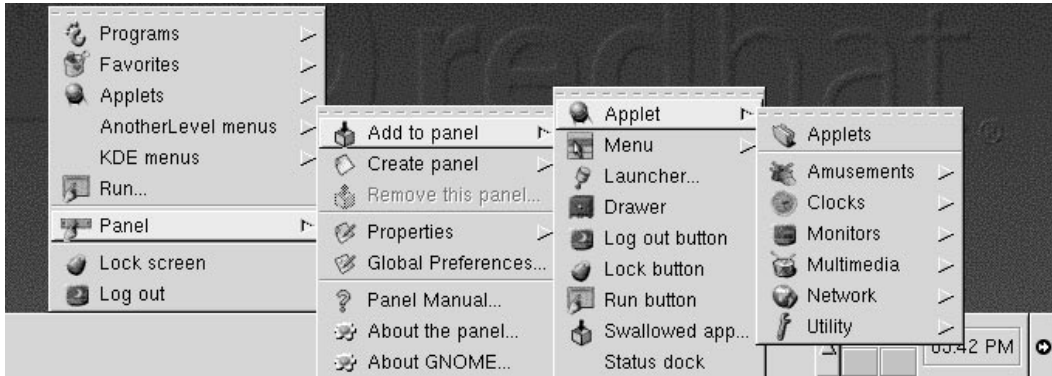 redhat
®
Programs
Favorites
Applets
AnotherLevel menus
KDE menus
Run...
Panel
Lock screen
Log out
Add to panel
Create panel
Remove this panel...
Properties
Global Preferences...
Panel Manual...
About the panel...
About GNOME...
Applet
Menu
Launcher...
Drawer
Log out button
Lock button
Run button
Swallowed app...
Status dock
Applets
Amusements
Clocks
Monitors
Multimedia
Network
Utility
PM